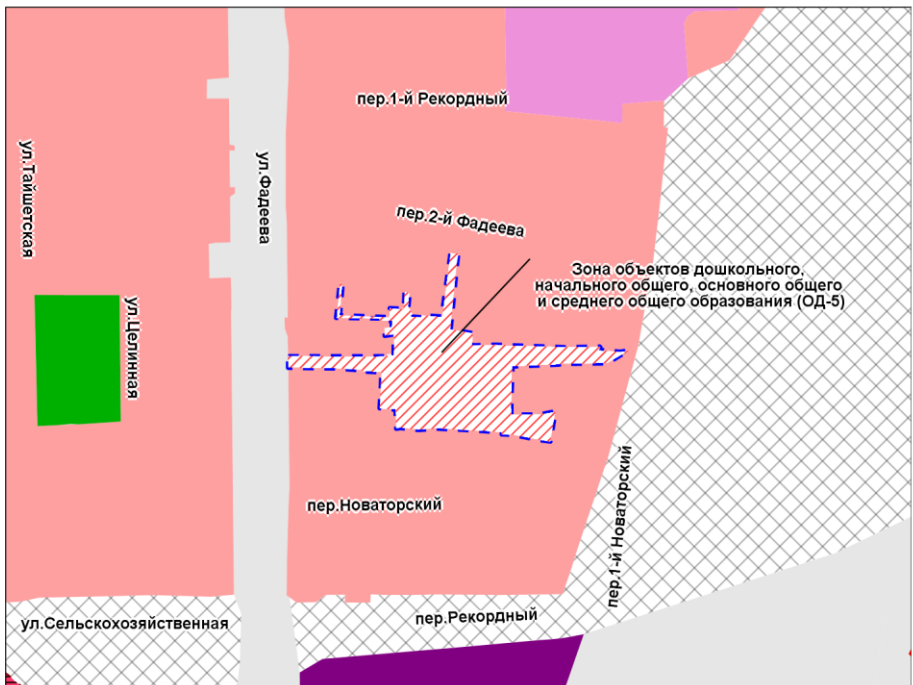 пер.1-й Рекордный
ул.Тайшетская
ул.Фадеева
пер.2-й Фадеева
Зона объектов дошкольного,
начального общего, основного общего
и среднего общего образования (ОД-5)
ул.Целинная
пер.Новаторский
пер.1-й Новаторский
ул.Сельскохозяйственная
пер.Рекордный